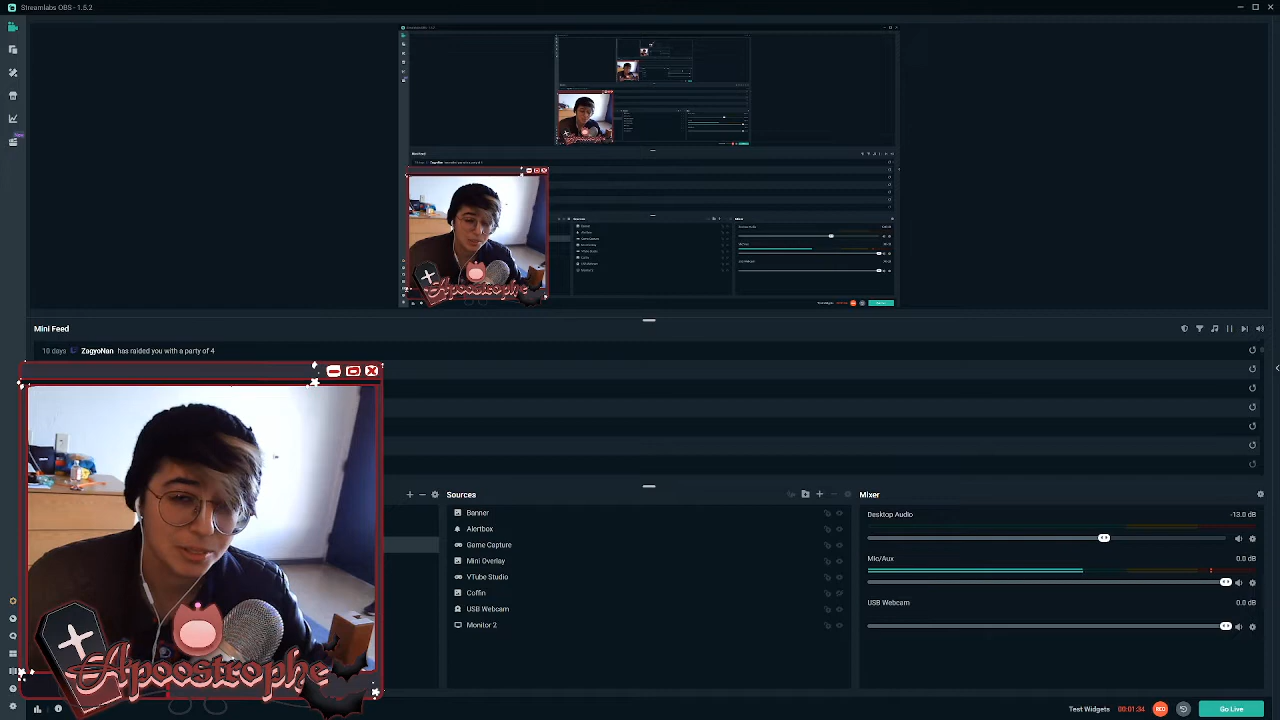 Streamlabs OBS - 1.5.2
Mini Feed
10 days ZagyoNan has raided you with a party of 4
Apoostrophe
Sources
Banner
Alertbox
Game Capture
Mini Overlay
VTube Studio
Coffin
USB Webcam
Monitor 2
Mixer
Desktop Audio -13.0 dB
Mic/Aux 0.0 dB
USB Webcam 0.0 dB
Test Widgets 00:01:34 REC Go Live